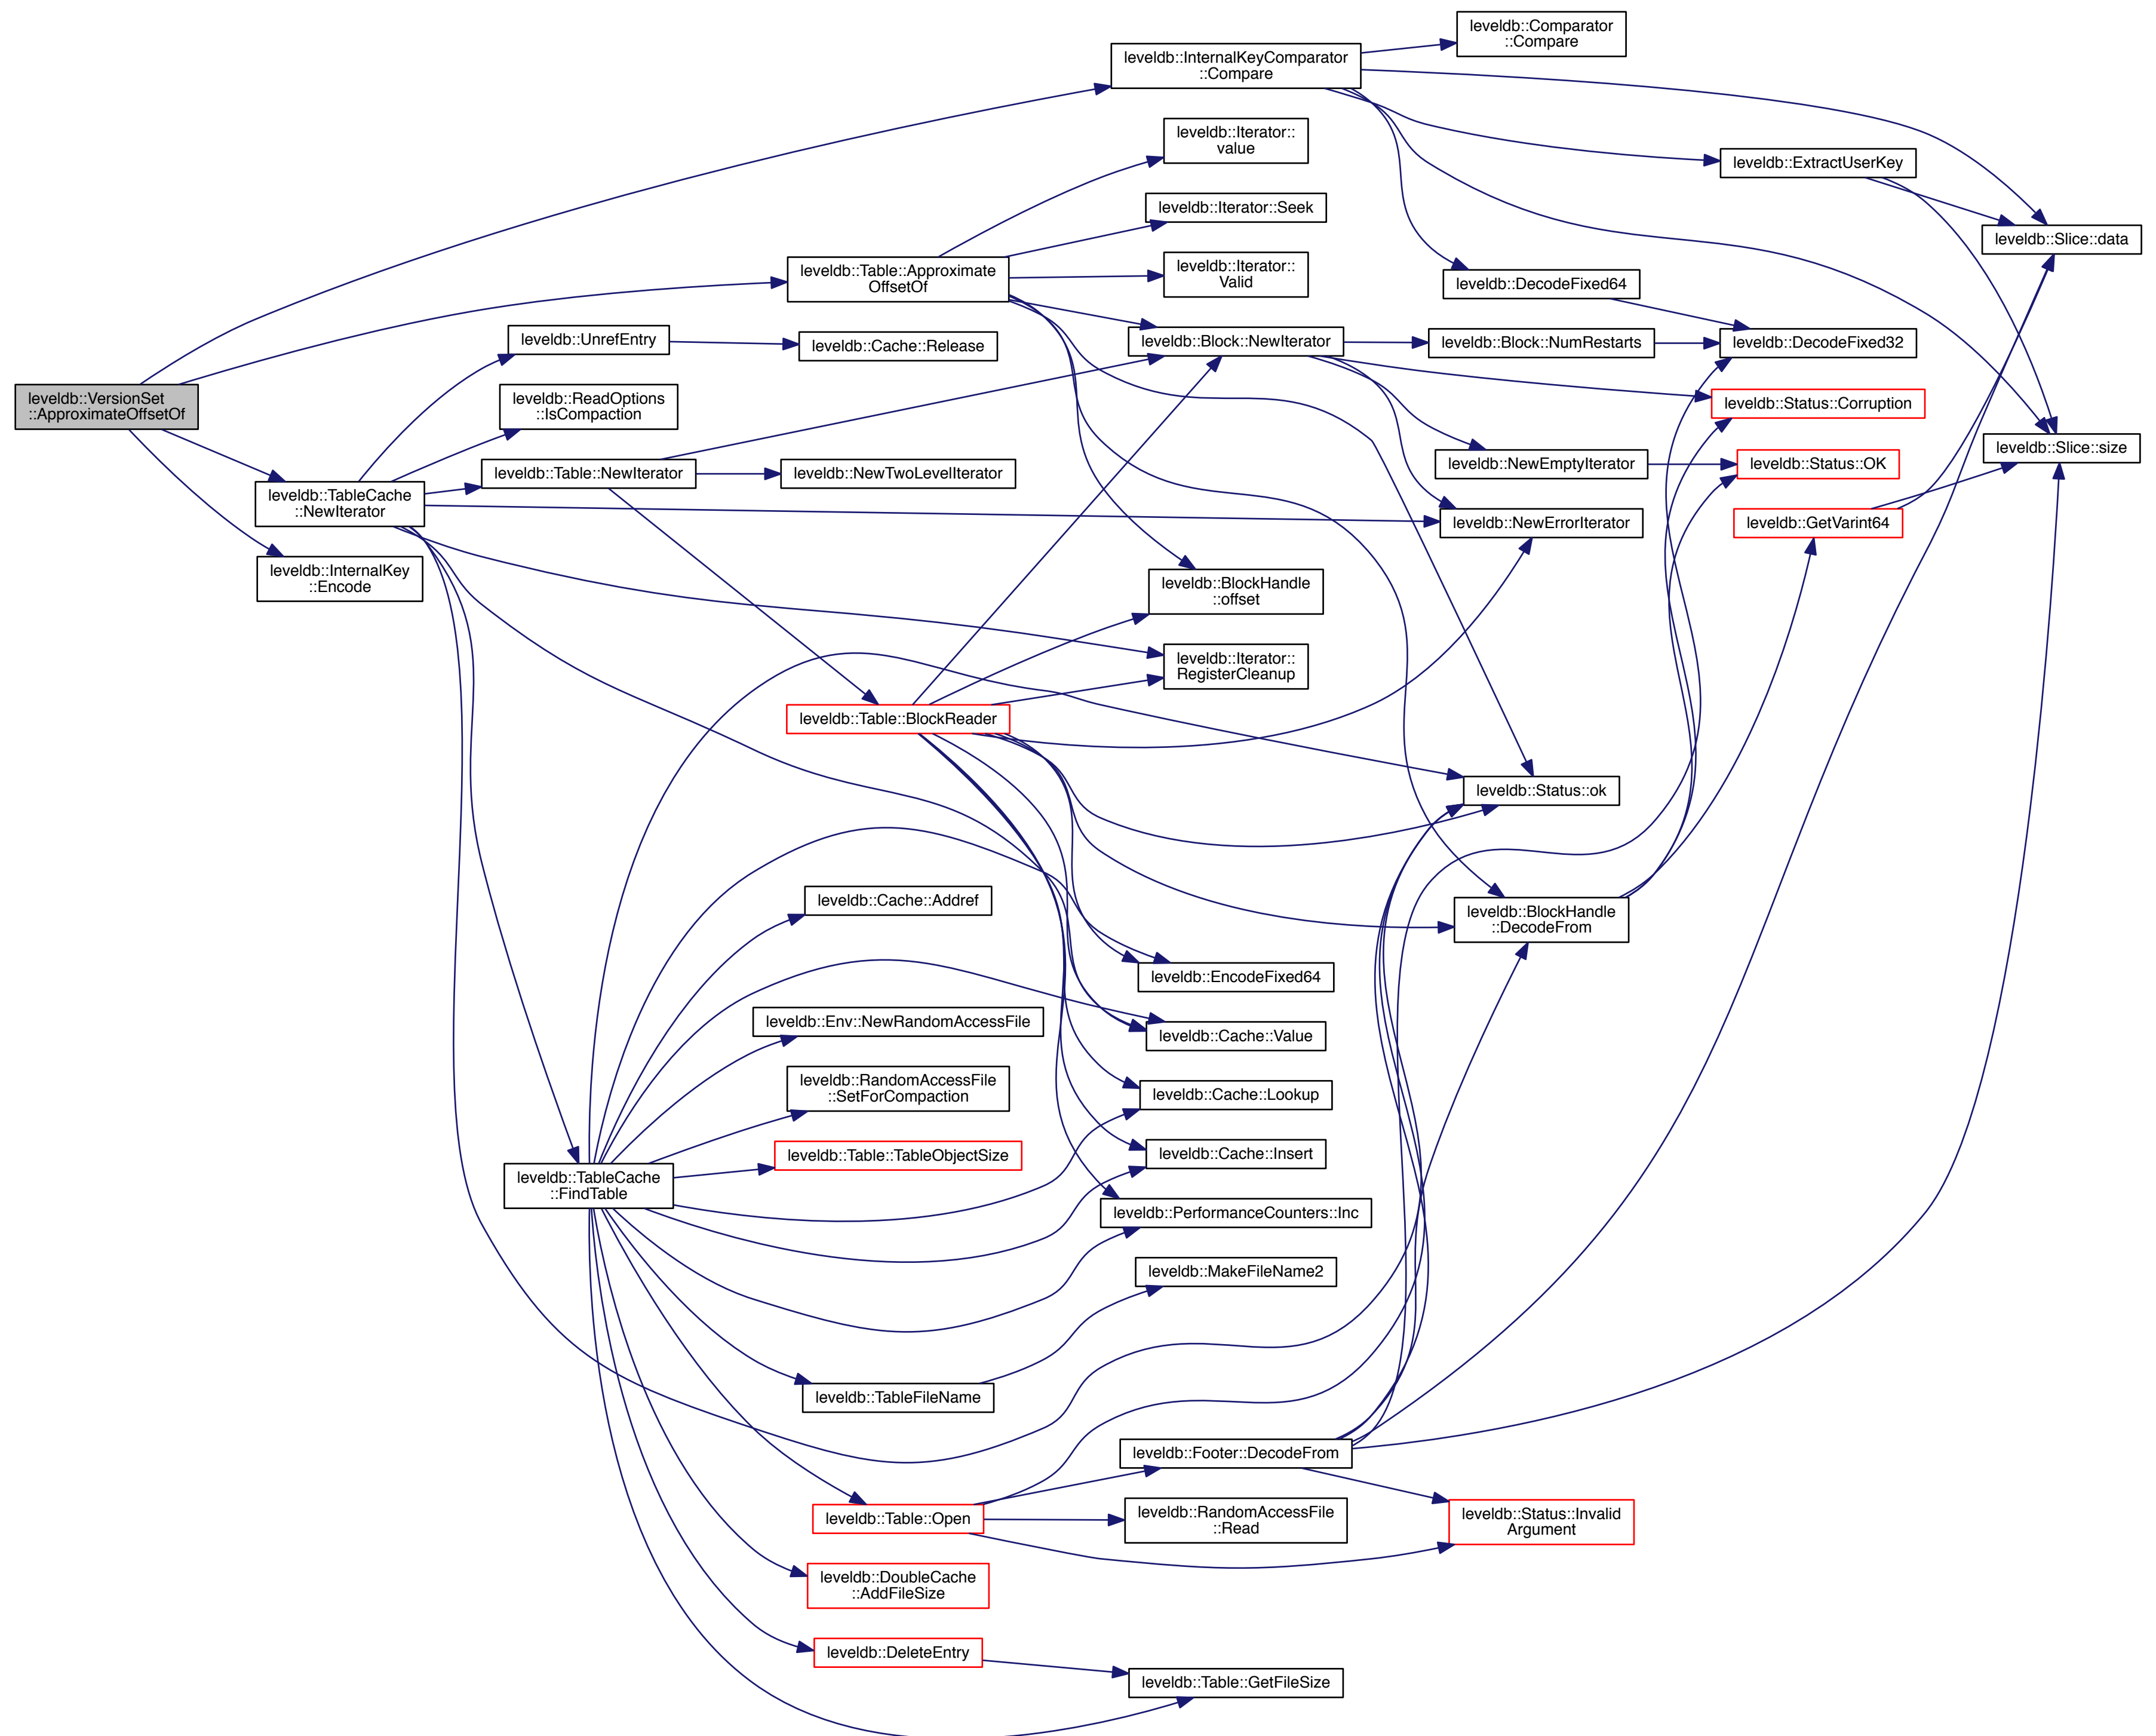 leveldb::VersionSet
::ApproximateOffsetOf
leveldb::InternalKeyComparator
::Compare
leveldb::Comparator
::Compare
leveldb::Iterator::
value
leveldb::ExtractUserKey
leveldb::Iterator::Seek
leveldb::Slice::data
leveldb::Table::Approximate
OffsetOf
leveldb::Iterator::
Valid
leveldb::DecodeFixed64
leveldb::UnrefEntry
leveldb::Cache::Release
leveldb::Block::NewIterator
leveldb::Block::NumRestarts
leveldb::DecodeFixed32
leveldb::ReadOptions
::IsCompaction
leveldb::Status::Corruption
leveldb::Slice::size
leveldb::Table::NewIterator
leveldb::NewTwoLevelIterator
leveldb::NewEmptyIterator
leveldb::Status::OK
leveldb::TableCache
::NewIterator
leveldb::NewErrorIterator
leveldb::GetVarint64
leveldb::InternalKey
::Encode
leveldb::BlockHandle
::offset
leveldb::Iterator::
RegisterCleanup
leveldb::Table::BlockReader
leveldb::Status::ok
leveldb::Cache::Addref
leveldb::BlockHandle
::DecodeFrom
leveldb::EncodeFixed64
leveldb::Env::NewRandomAccessFile
leveldb::Cache::Value
leveldb::RandomAccessFile
::SetForCompaction
leveldb::Cache::Lookup
leveldb::Table::TableObjectSize
leveldb::Cache::Insert
leveldb::TableCache
::FindTable
leveldb::PerformanceCounters::Inc
leveldb::MakeFileName2
leveldb::TableFileName
leveldb::Footer::DecodeFrom
leveldb::Table::Open
leveldb::RandomAccessFile
::Read
leveldb::Status::Invalid
Argument
leveldb::DoubleCache
::AddFileSize
leveldb::DeleteEntry
leveldb::Table::GetFileSize